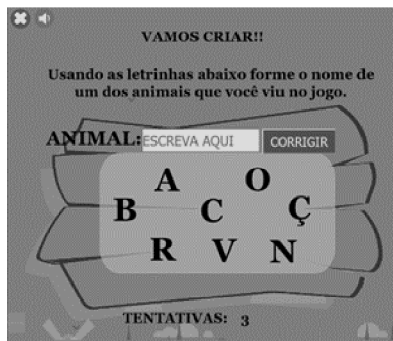 VAMOS CRIAR!!
Usando as letrinhas abaixo forme o nome de
um dos animais que você viu no jogo.
ANIMAL: ESCREVA AQUI CORRIGIR
A O
B C Ç
R V N
TENTATIVAS: 3